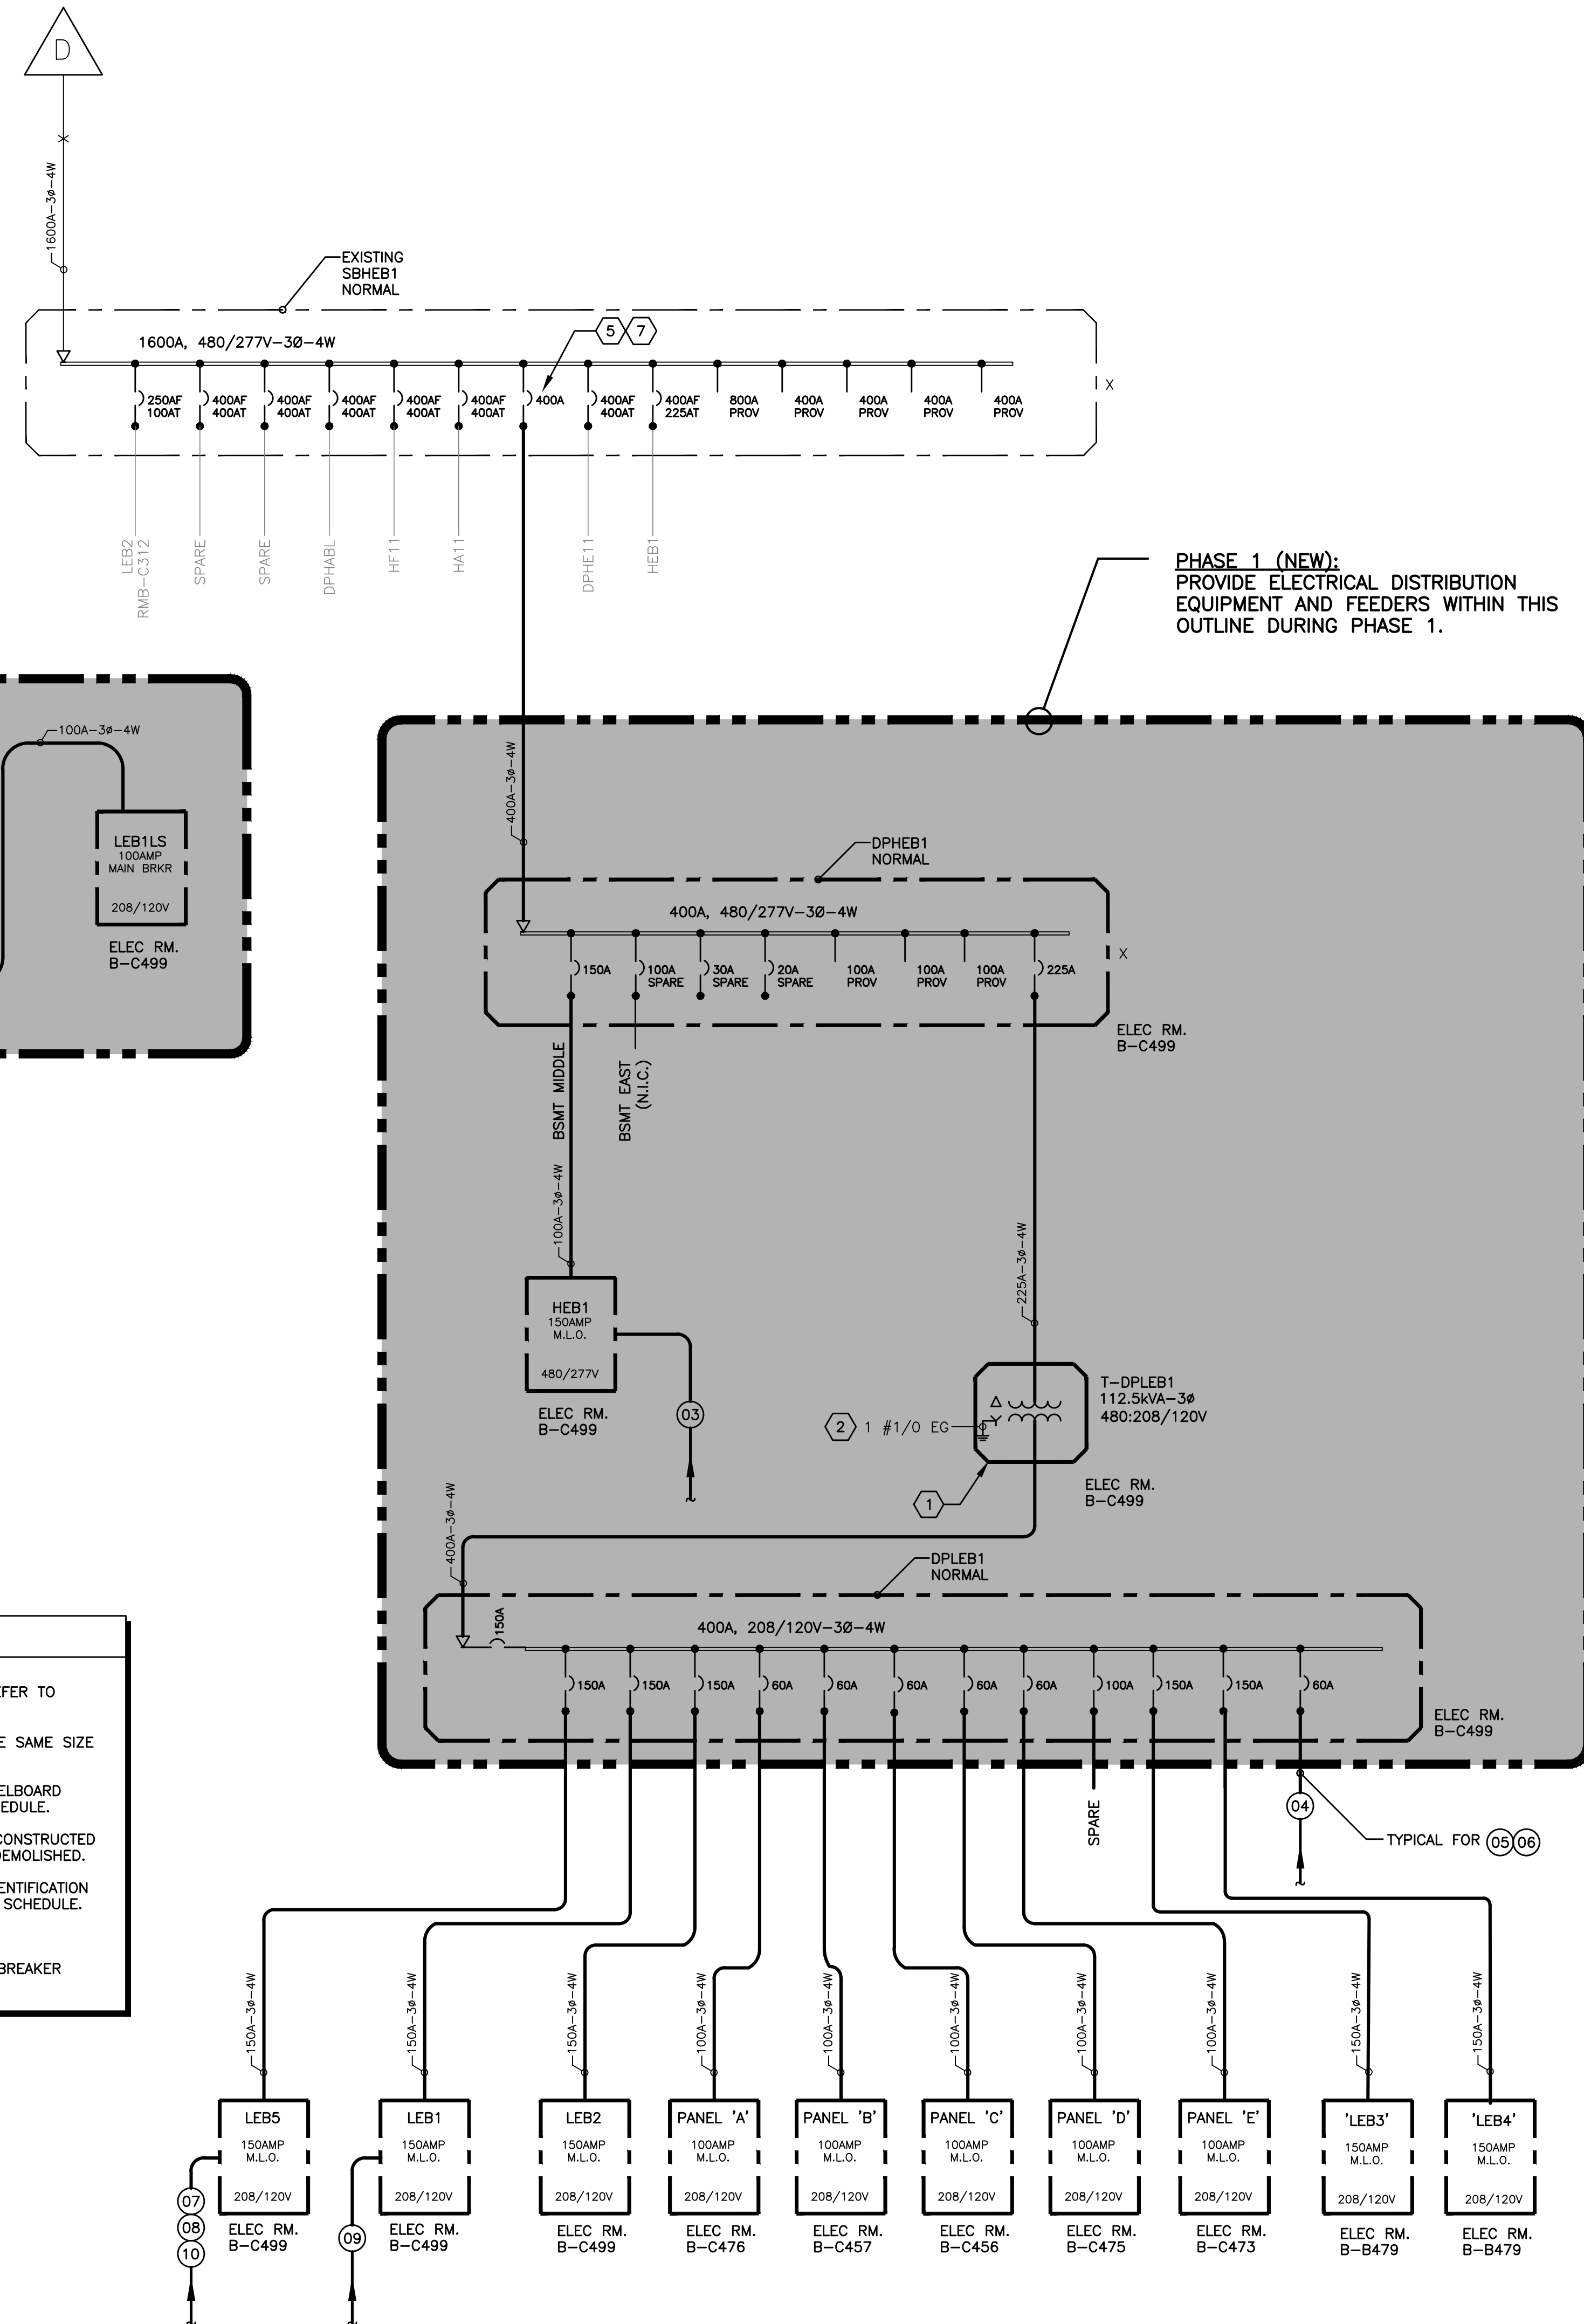 D
1600A-3ø-4W
EXISTING
SBHEB1
NORMAL
5 7
1600A, 480/277V-3Ø-4W
250AF
100AT
400AF
400AT
400AF
400AT
400AF
400AT
400AF
400AT
400AF
400AT
400A
400AF
400AT
400AF
225AT
800A
PROV
400A
PROV
400A
PROV
400A
PROV
400A
PROV
X
LEB2
RMB-C312
SPARE
SPARE
DPHABL
HF11
HA11
DPHE11
HEB1
PHASE 1 (NEW):
PROVIDE ELECTRICAL DISTRIBUTION
EQUIPMENT AND FEEDERS WITHIN THIS
OUTLINE DURING PHASE 1.
100A-3ø-4W
LEB1LS
100AMP
MAIN BRKR
208/120V
ELEC RM.
B-C499
400A-3ø-4W
DPHEB1
NORMAL
400A, 480/277V-3Ø-4W
150A
100A
SPARE
30A
SPARE
20A
SPARE
100A
PROV
100A
PROV
100A
PROV
225A
X
ELEC RM.
B-C499
BSMT MIDDLE
BSMT EAST
(N.I.C.)
100A-3ø-4W
225A-3ø-4W
HEB1
150AMP
M.L.O.
480/277V
ELEC RM.
B-C499
03
T-DPLEB1
112.5kVA-3ø
480:208/120V
2 1 #1/0 EG
1
ELEC RM.
B-C499
400A-3ø-4W
DPLEB1
NORMAL
150A
400A, 208/120V-3Ø-4W
150A
150A
150A
60A
60A
60A
60A
60A
100A
150A
150A
60A
ELEC RM.
B-C499
SPARE
04
TYPICAL FOR 05 06
EFER TO
E SAME SIZE
ELBOARD
EDULE.
CONSTRUCTED
DEMOLISHED.
ENTIFICATION
SCHEDULE.
BREAKER
150A-3ø-4W
150A-3ø-4W
150A-3ø-4W
100A-3ø-4W
100A-3ø-4W
100A-3ø-4W
100A-3ø-4W
100A-3ø-4W
150A-3ø-4W
150A-3ø-4W
LEB5
150AMP
M.L.O.
208/120V
ELEC RM.
B-C499
07
08
10
LEB1
150AMP
M.L.O.
208/120V
ELEC RM.
B-C499
09
LEB2
150AMP
M.L.O.
208/120V
ELEC RM.
B-C499
PANEL 'A'
100AMP
M.L.O.
208/120V
ELEC RM.
B-C476
PANEL 'B'
100AMP
M.L.O.
208/120V
ELEC RM.
B-C457
PANEL 'C'
100AMP
M.L.O.
208/120V
ELEC RM.
B-C456
PANEL 'D'
100AMP
M.L.O.
208/120V
ELEC RM.
B-C475
PANEL 'E'
100AMP
M.L.O.
208/120V
ELEC RM.
B-C473
'LEB3'
150AMP
M.L.O.
208/120V
ELEC RM.
B-B479
'LEB4'
150AMP
M.L.O.
208/120V
ELEC RM.
B-B479